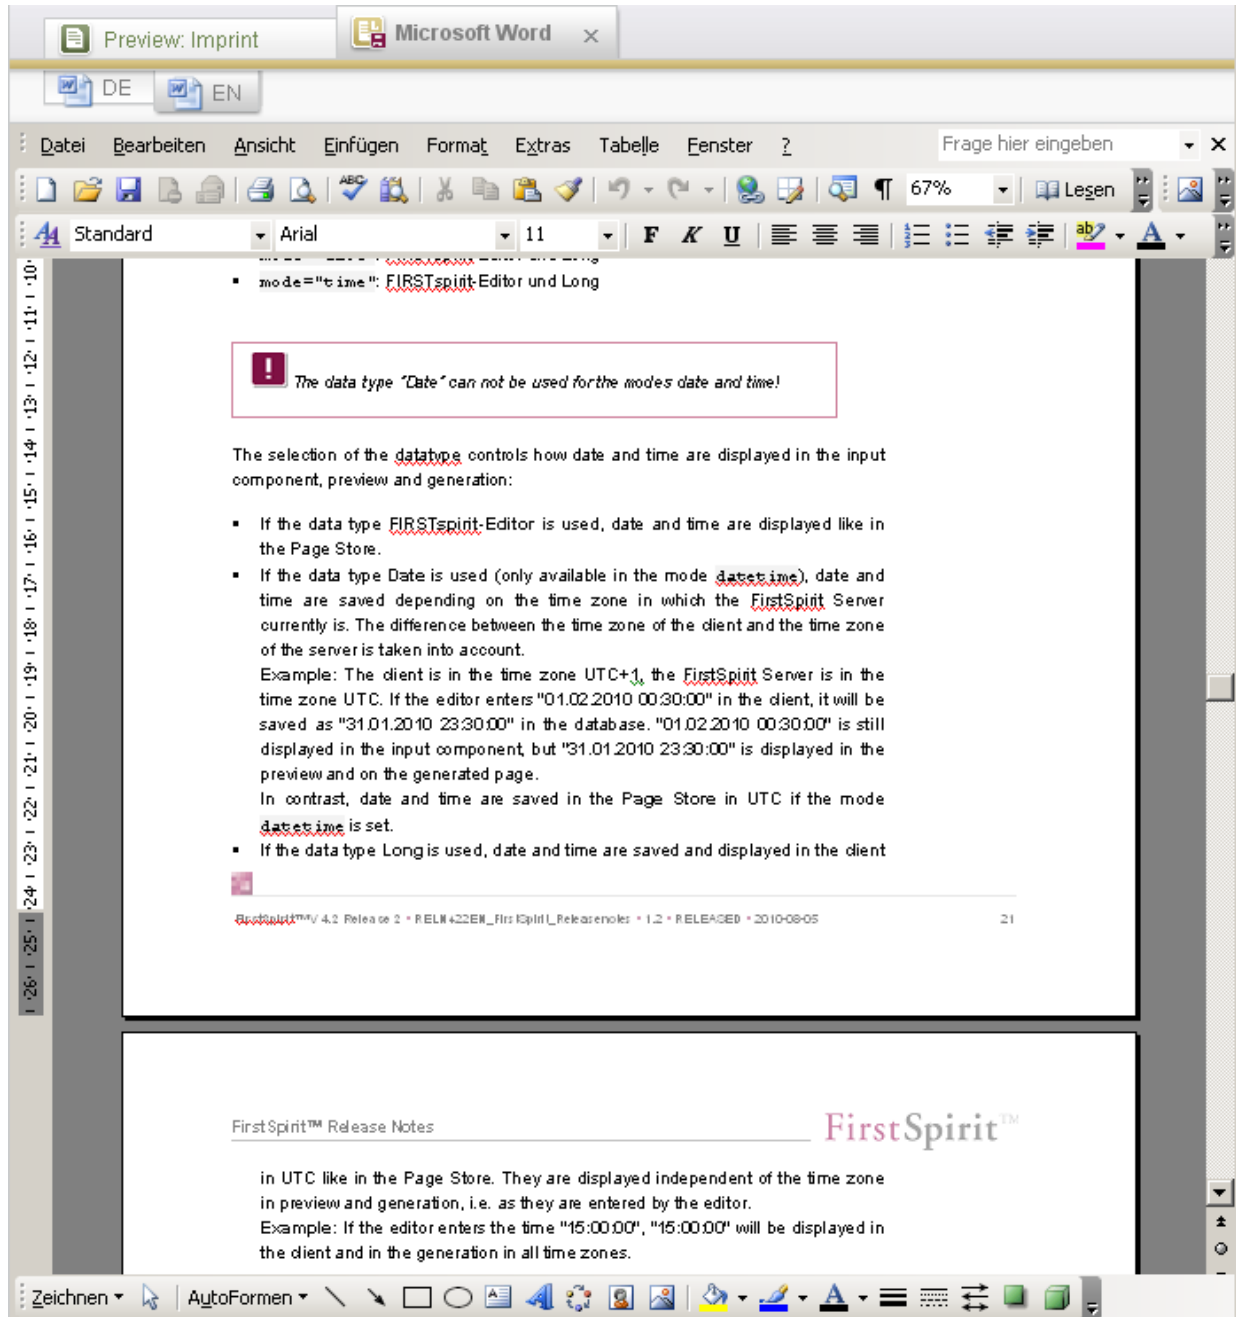 Preview: Imprint
Microsoft Word
DE
EN
Datei Bearbeiten Ansicht Einfügen Format Extras Tabelle Fenster ?
Frage hier eingeben
67%
Lesen
Standard
Arial
11
F K U
mode="time": FIRSTspirit-Editor und Long
The data type "Date" can not be used for the modes date and time!
The selection of the datatype controls how date and time are displayed in the input
component, preview and generation:
If the data type FIRSTspirit-Editor is used, date and time are displayed like in
the Page Store.
If the data type Date is used (only available in the mode datetime), date and
time are saved depending on the time zone in which the FirstSpirit Server
currently is. The difference between the time zone of the client and the time zone
of the server is taken into account.
Example: The client is in the time zone UTC+1, the FirstSpirit Server is in the
time zone UTC. If the editor enters "01.02.2010 00:30:00" in the client, it will be
saved as "31.01.2010 23:30:00" in the database. "01.02.2010 00:30:00" is still
displayed in the input component, but "31.01.2010 23:30:00" is displayed in the
preview and on the generated page.
In contrast, date and time are saved in the Page Store in UTC if the mode
datetime is set.
If the data type Long is used, date and time are saved and displayed in the client
FirstSpirit™ V 4.2 Release 2 • RELN422EN_FirstSpirit_Releasenotes • 1.2 • RELEASED • 2010-08-05 21
FirstSpirit™ Release Notes
FirstSpirit™
in UTC like in the Page Store. They are displayed independent of the time zone
in preview and generation, i.e. as they are entered by the editor.
Example: If the editor enters the time "15:00:00", "15:00:00" will be displayed in
the client and in the generation in all time zones.
Zeichnen
AutoFormen